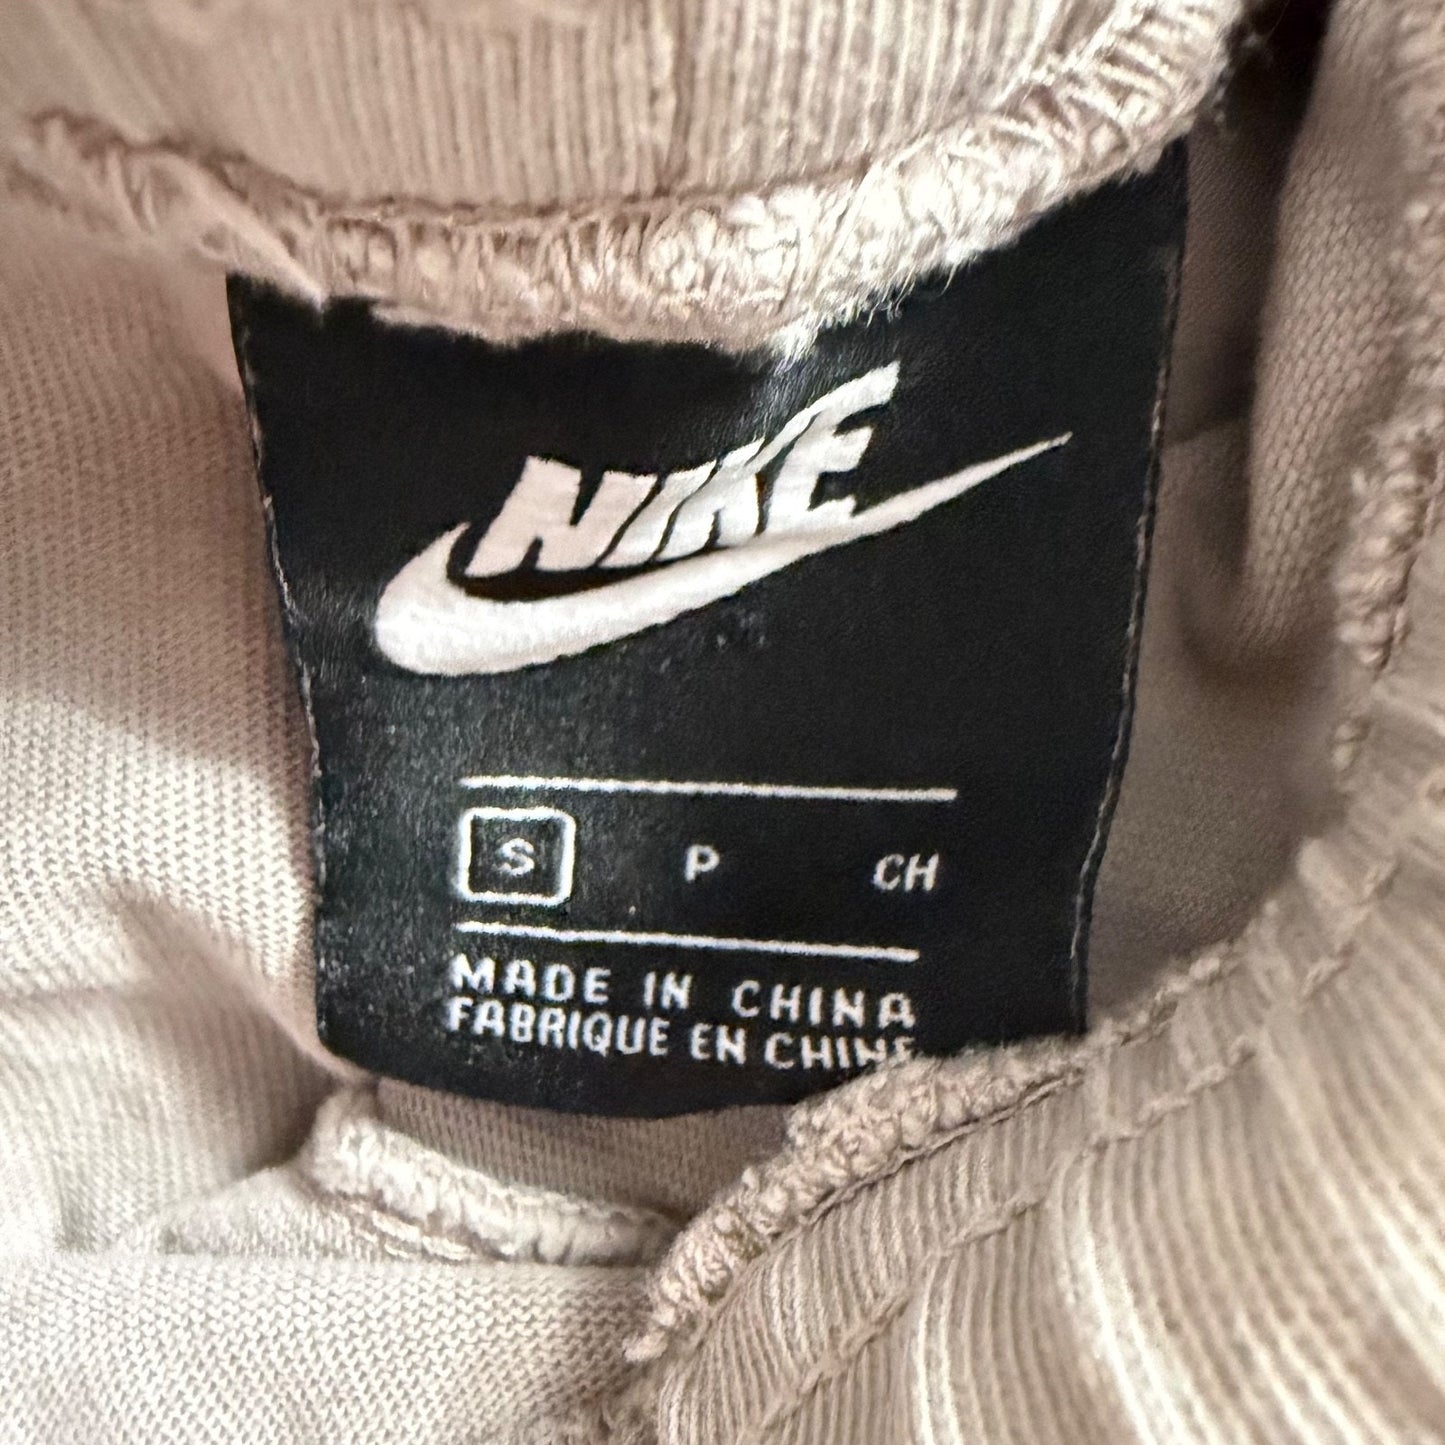 NIKE
S P CH
MADE IN CHINA
FABRIQUE EN CHINE